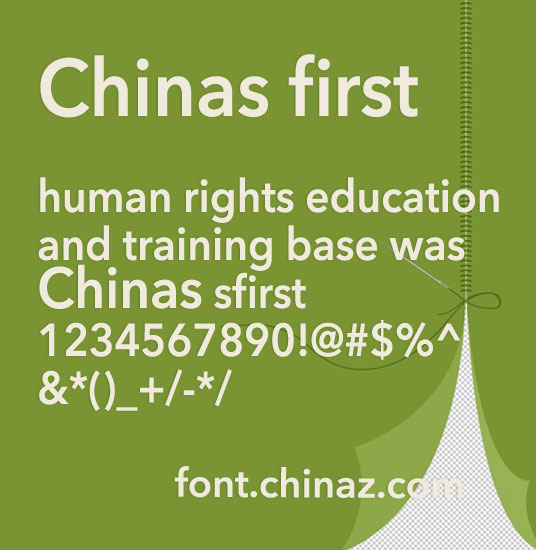 Chinas first
human rights education
and training base was
Chinas sfirst
1234567890!@#$%^
&*()_+/-*/
font.chinaz.com